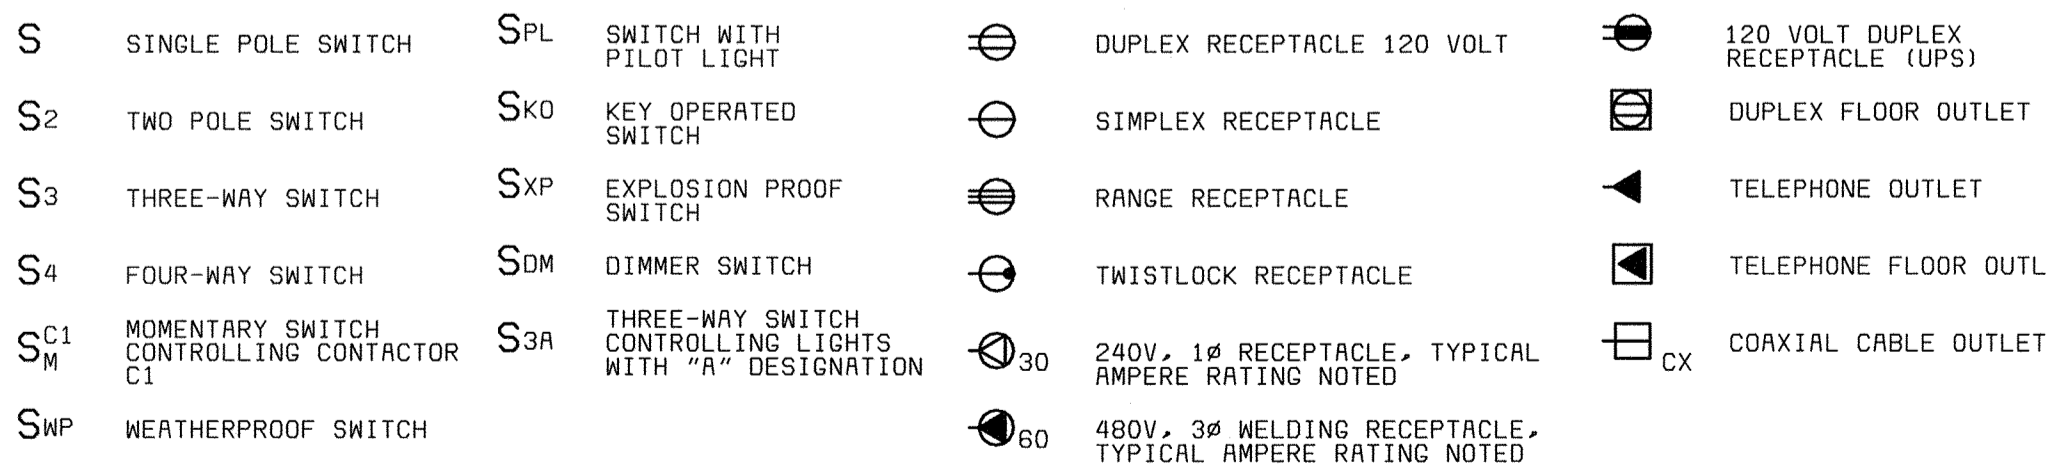 S SINGLE POLE SWITCH
S2 TWO POLE SWITCH
S3 THREE-WAY SWITCH
S4 FOUR-WAY SWITCH
S C1 M MOMENTARY SWITCH
CONTROLLING CONTACTOR
C1
SWP WEATHERPROOF SWITCH
SPL SWITCH WITH
PILOT LIGHT
SKO KEY OPERATED
SWITCH
SXP EXPLOSION PROOF
SWITCH
SDM DIMMER SWITCH
S3A THREE-WAY SWITCH
CONTROLLING LIGHTS
WITH "A" DESIGNATION
DUPLEX RECEPTACLE 120 VOLT
SIMPLEX RECEPTACLE
RANGE RECEPTACLE
TWISTLOCK RECEPTACLE
30 240V, 1Ø RECEPTACLE, TYPICAL
AMPERE RATING NOTED
60 480V, 3Ø WELDING RECEPTACLE,
TYPICAL AMPERE RATING NOTED
120 VOLT DUPLEX
RECEPTACLE (UPS)
DUPLEX FLOOR OUTLET
TELEPHONE OUTLET
TELEPHONE FLOOR OUTL
CX COAXIAL CABLE OUTLET